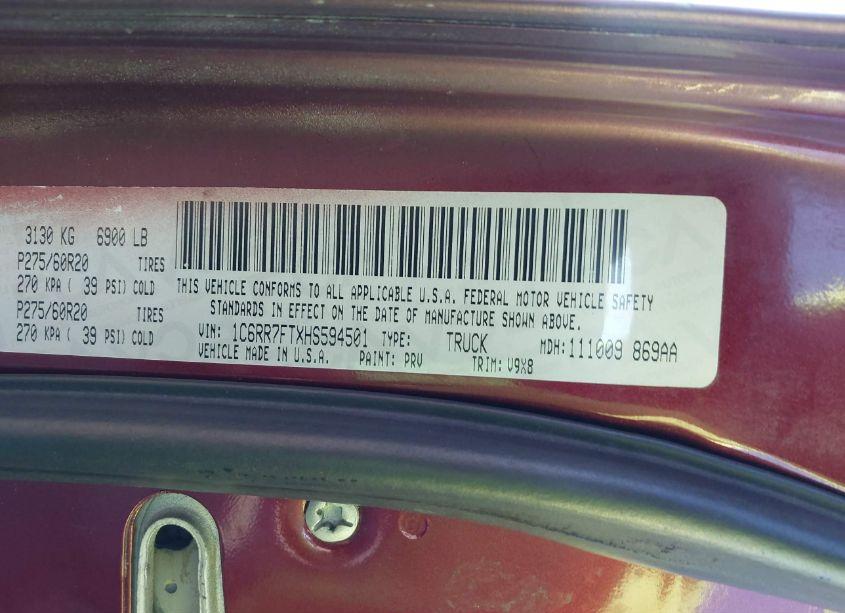 3130 KG 6900 LB
P275/60R20 TIRES
270 KPA ( 39 PSI) COLD
P275/60R20 TIRES
270 KPA ( 39 PSI) COLD
THIS VEHICLE CONFORMS TO ALL APPLICABLE U.S.A. FEDERAL MOTOR VEHICLE SAFETY
STANDARDS IN EFFECT ON THE DATE OF MANUFACTURE SHOWN ABOVE.
VIN: 1C6RR7FTXHS594501 TYPE: TRUCK MDH:111009 869AA
VEHICLE MADE IN U.S.A. PAINT: PRV TRIM: V9X8